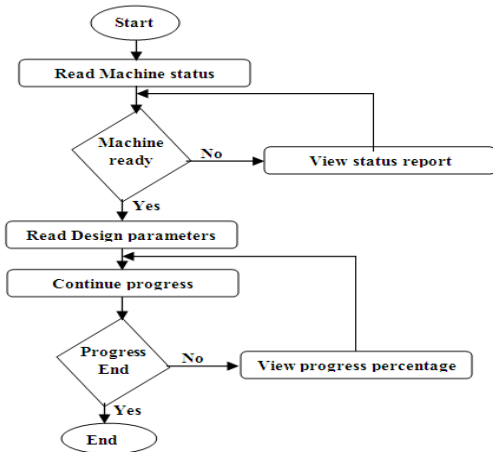 Start
Read Machine status
Machine
ready
No
View status report
Yes
Read Design parameters
Continue progress
Progress
End
No
View progress percentage
Yes
End